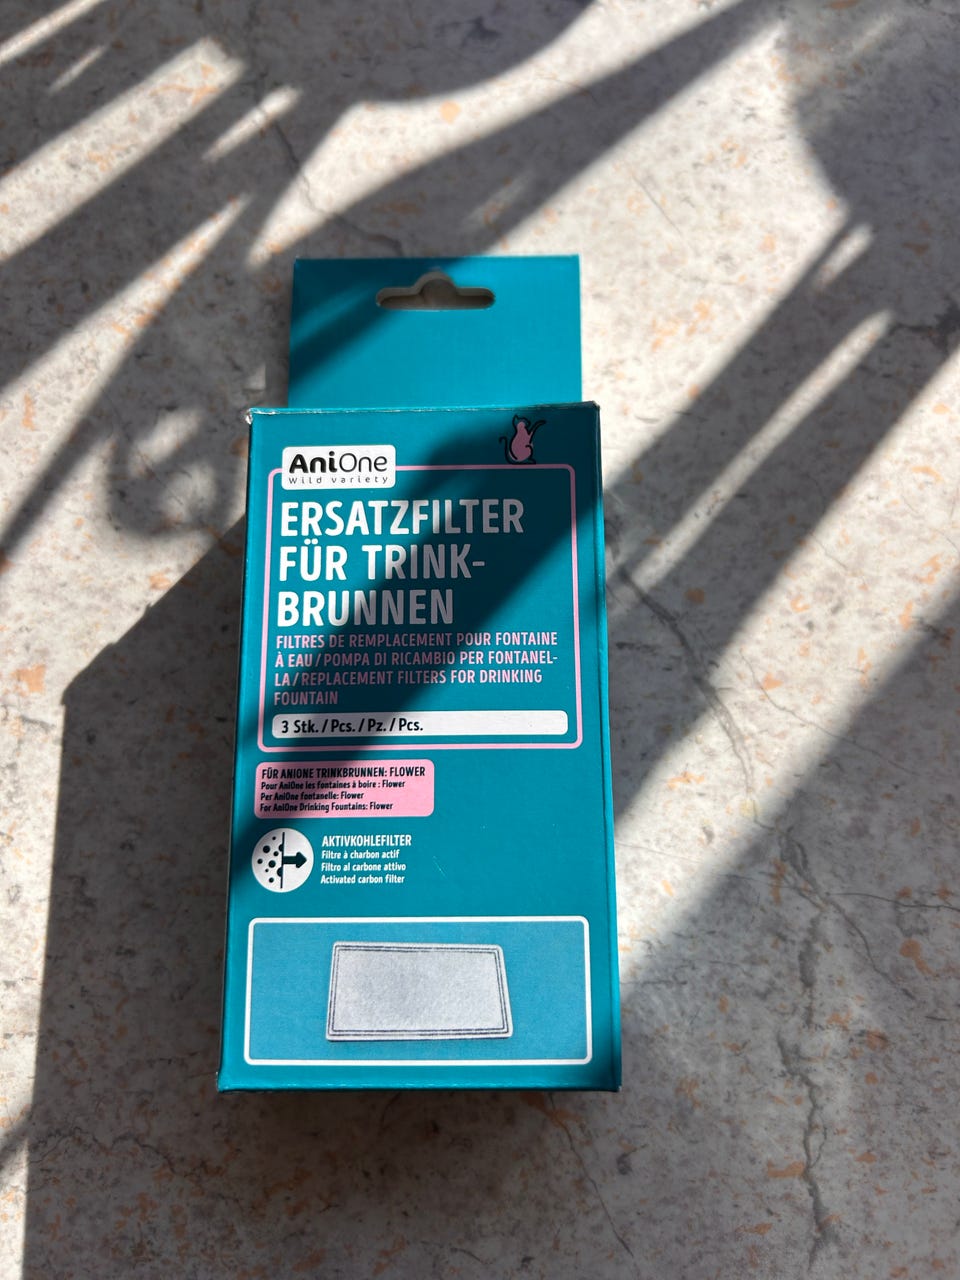 AniOne
Wild variety
ERSATZFILTER
FÜR TRINK-
BRUNNEN
FILTRES DE REMPLACEMENT POUR FONTAINE
À EAU / POMPA DI RICAMBIO PER FONTANEL-
LA / REPLACEMENT FILTERS FOR DRINKING
FOUNTAIN
3 Stk. / Pcs. / Pz. / Pcs.
FÜR ANIONE TRINKBRUNNEN: FLOWER
Pour AniOne les fontaines à boire : Flower
Per AniOne fontanelle: Flower
For AniOne Drinking Fountains: Flower
AKTIVKOHLEFILTER
Filtre à charbon actif
Filtro al carbone attivo
Activated carbon filter